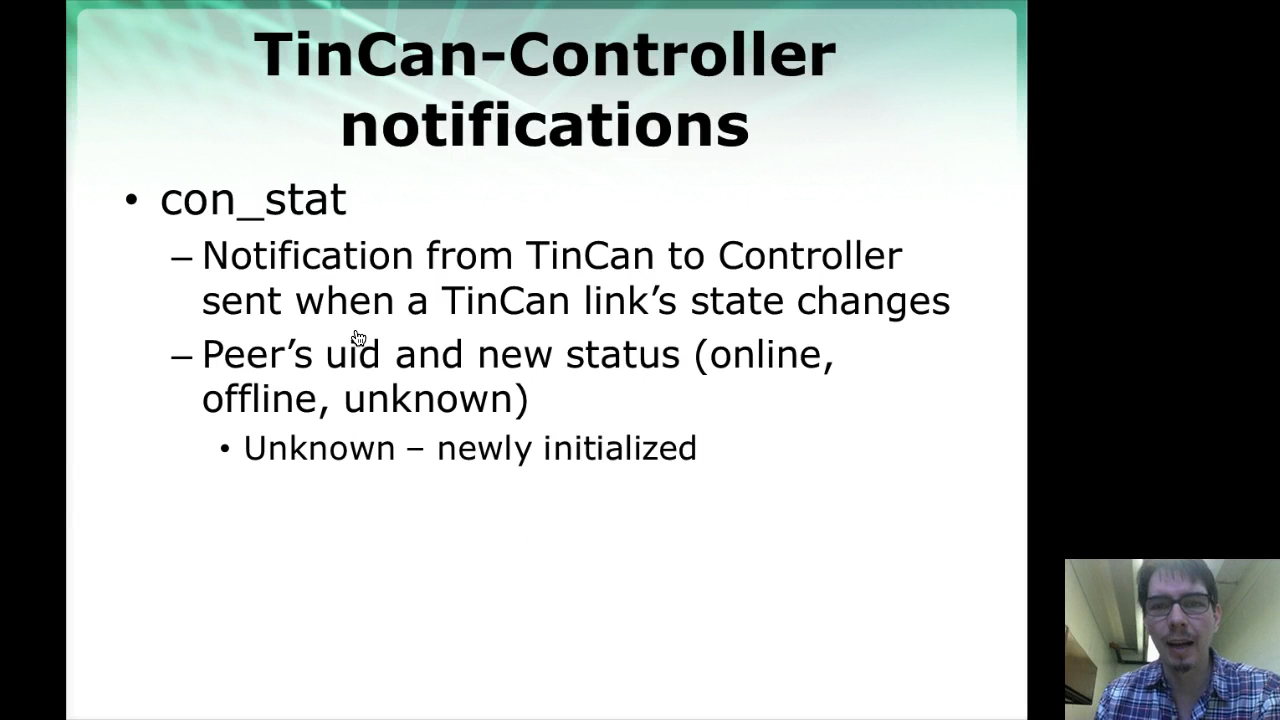 TinCan-Controller
notifications
• con_stat
– Notification from TinCan to Controller
sent when a TinCan link’s state changes
– Peer’s uid and new status (online,
offline, unknown)
• Unknown – newly initialized